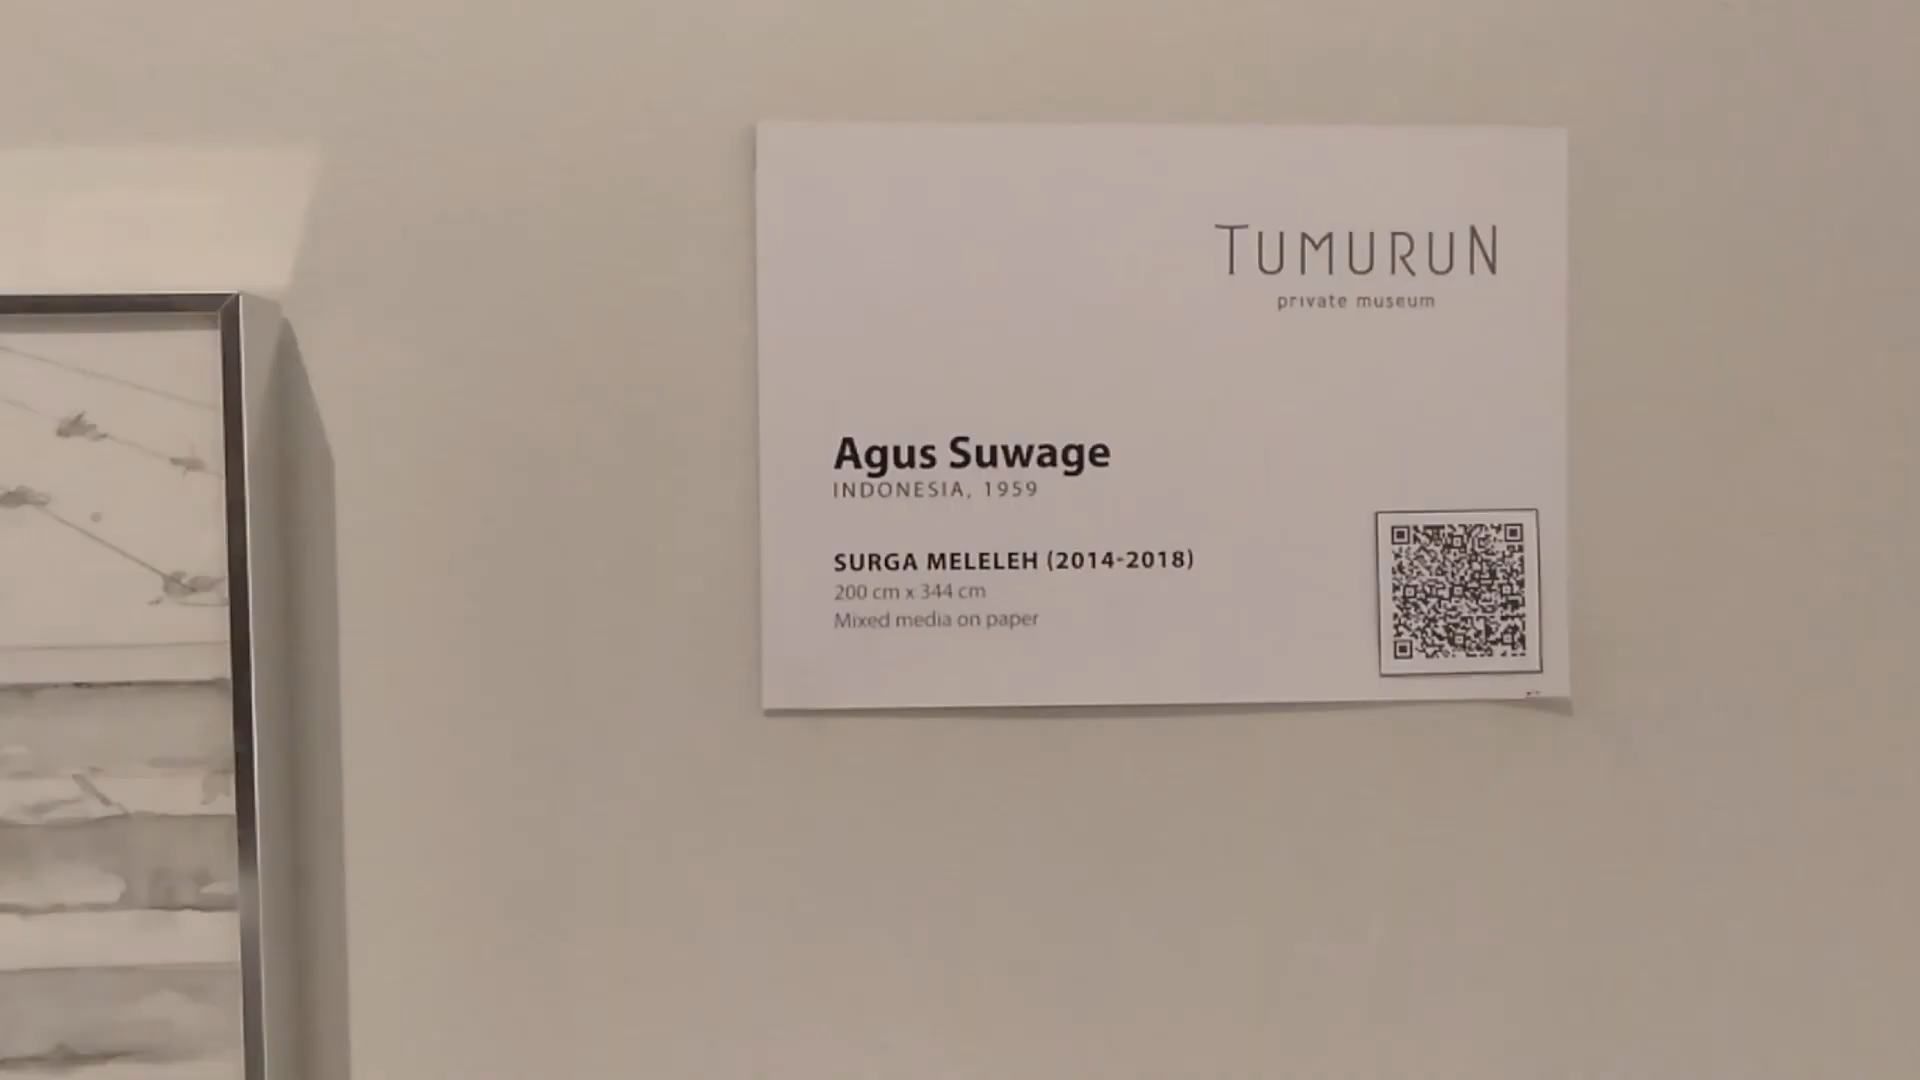 TUMURUN
private museum
Agus Suwage
INDONESIA, 1959
SURGA MELELEH (2014-2018)
200 cm x 344 cm
Mixed media on paper